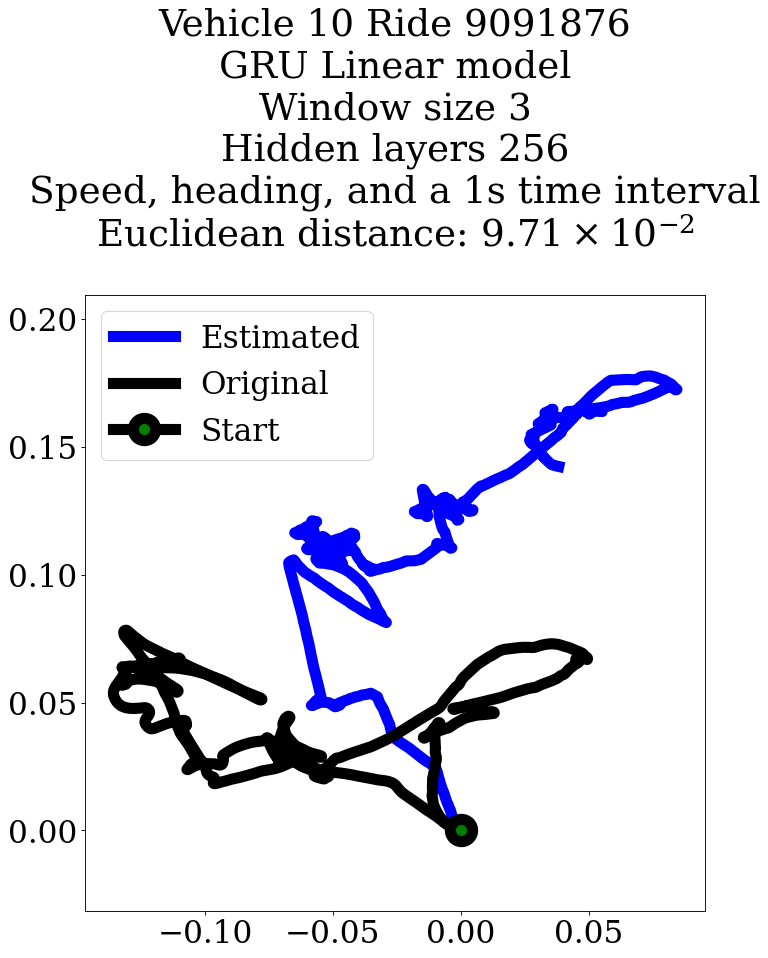 Vehicle 10 Ride 9091876
GRU Linear model
Window size 3
Hidden layers 256
Speed, heading, and a 1s time interval
Euclidean distance: 9.71 × 10⁻²
Estimated
Original
Start
0.20
0.15
0.10
0.05
0.00
−0.10 −0.05 0.00 0.05